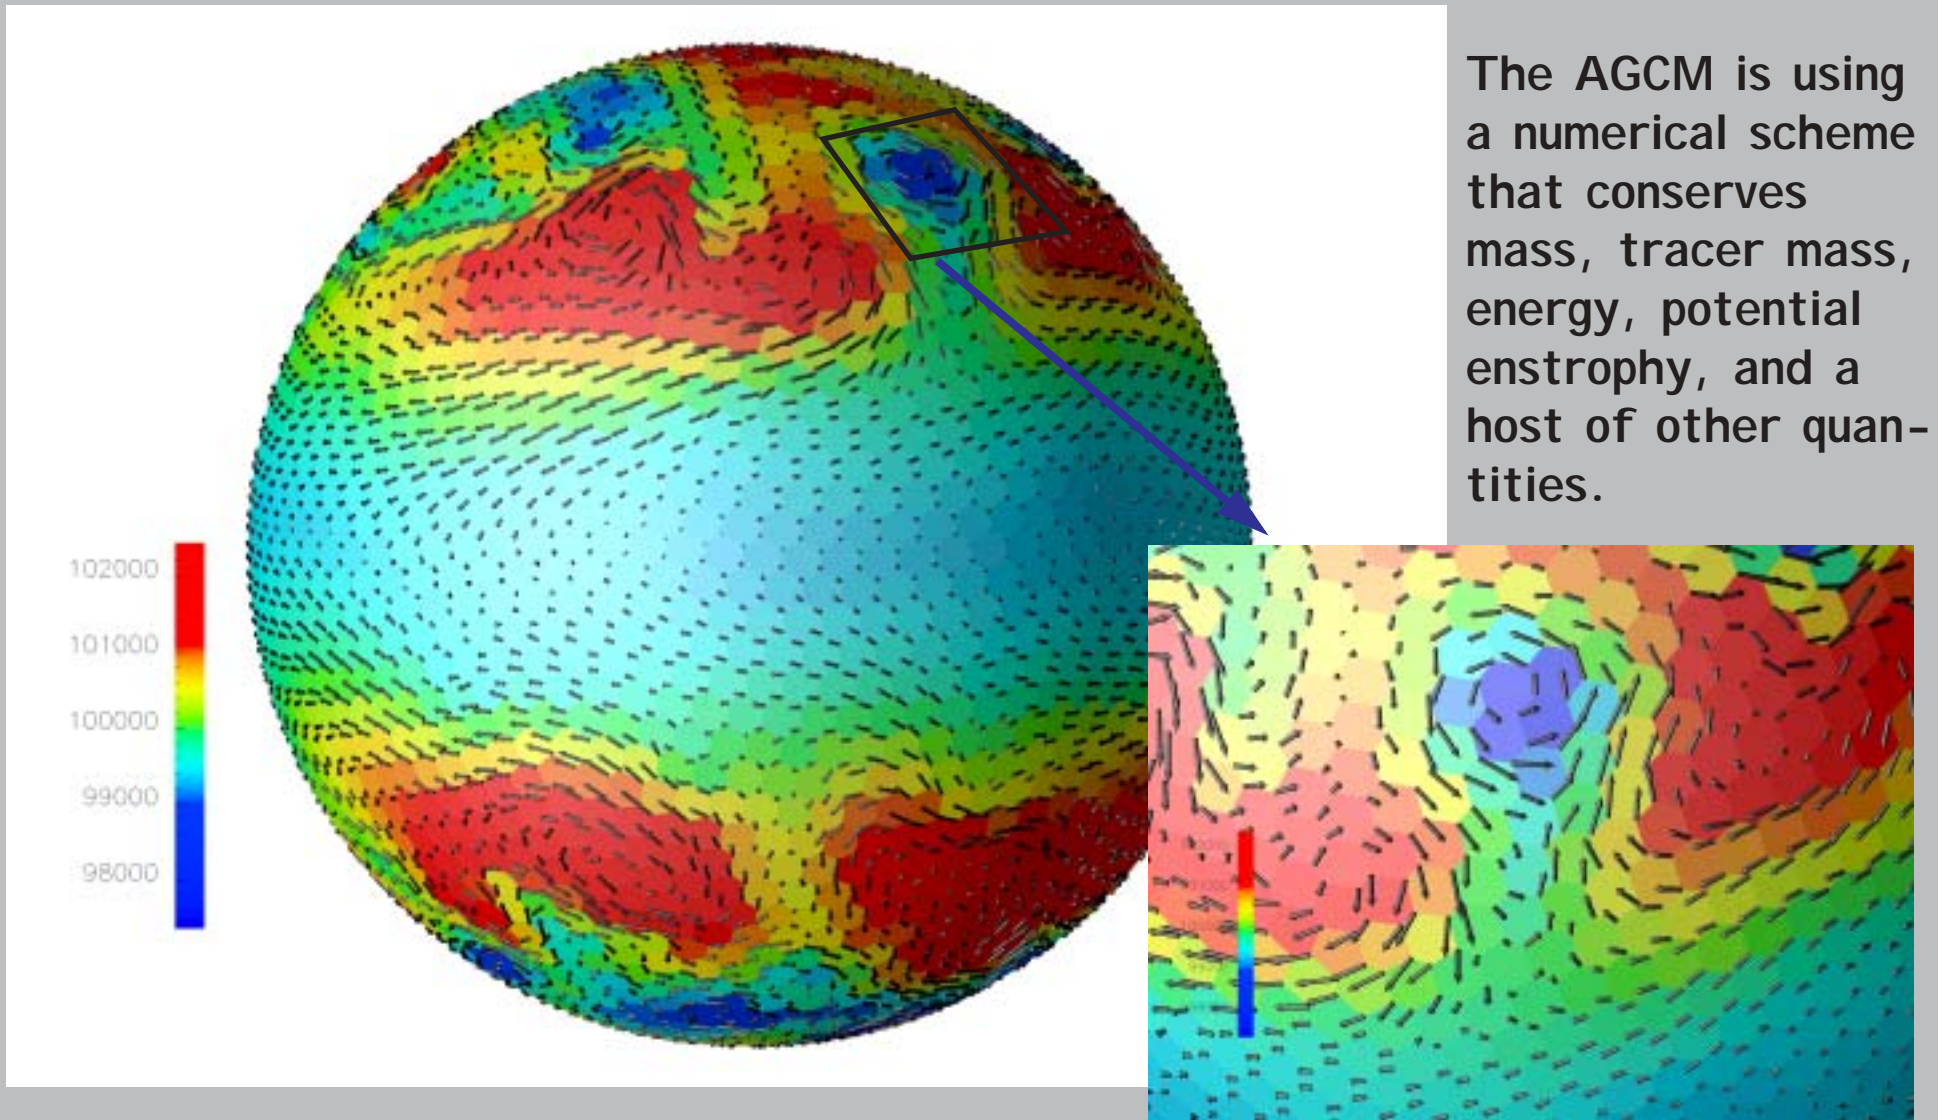 The AGCM is using
a numerical scheme
that conserves
mass, tracer mass,
energy, potential
enstrophy, and a
host of other quan-
tities.
102000
101000
100000
99000
98000